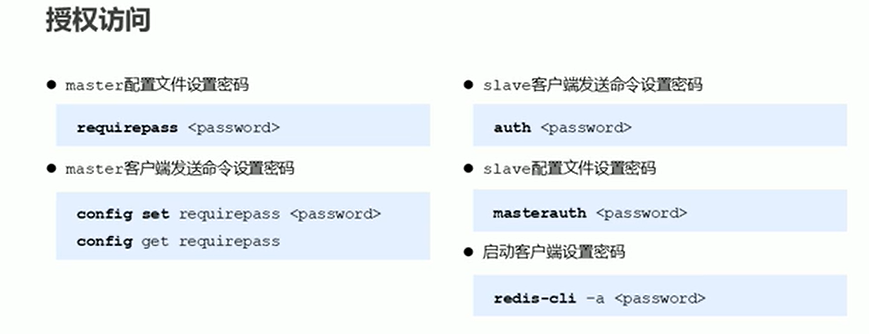 授权访问
● master配置文件设置密码
requirepass <password>
● master客户端发送命令设置密码
config set requirepass <password>
config get requirepass
● slave客户端发送命令设置密码
auth <password>
● slave配置文件设置密码
masterauth <password>
● 启动客户端设置密码
redis-cli –a <password>